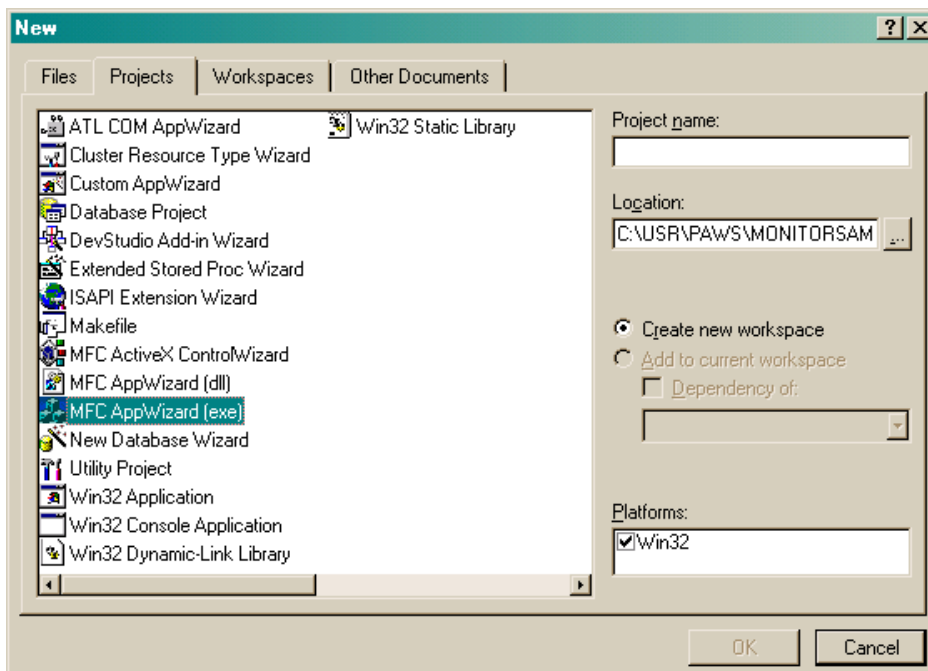 New
Files
Projects
Workspaces
Other Documents
ATL COM AppWizard
Cluster Resource Type Wizard
Custom AppWizard
Database Project
DevStudio Add-in Wizard
Extended Stored Proc Wizard
ISAPI Extension Wizard
Makefile
MFC ActiveX ControlWizard
MFC AppWizard (dll)
MFC AppWizard (exe)
New Database Wizard
Utility Project
Win32 Application
Win32 Console Application
Win32 Dynamic-Link Library
Win32 Static Library
Project name:
Location:
C:\USR\PAWS\MONITORSAM
...
Create new workspace
Add to current workspace
Dependency of:
Platforms:
Win32
OK
Cancel